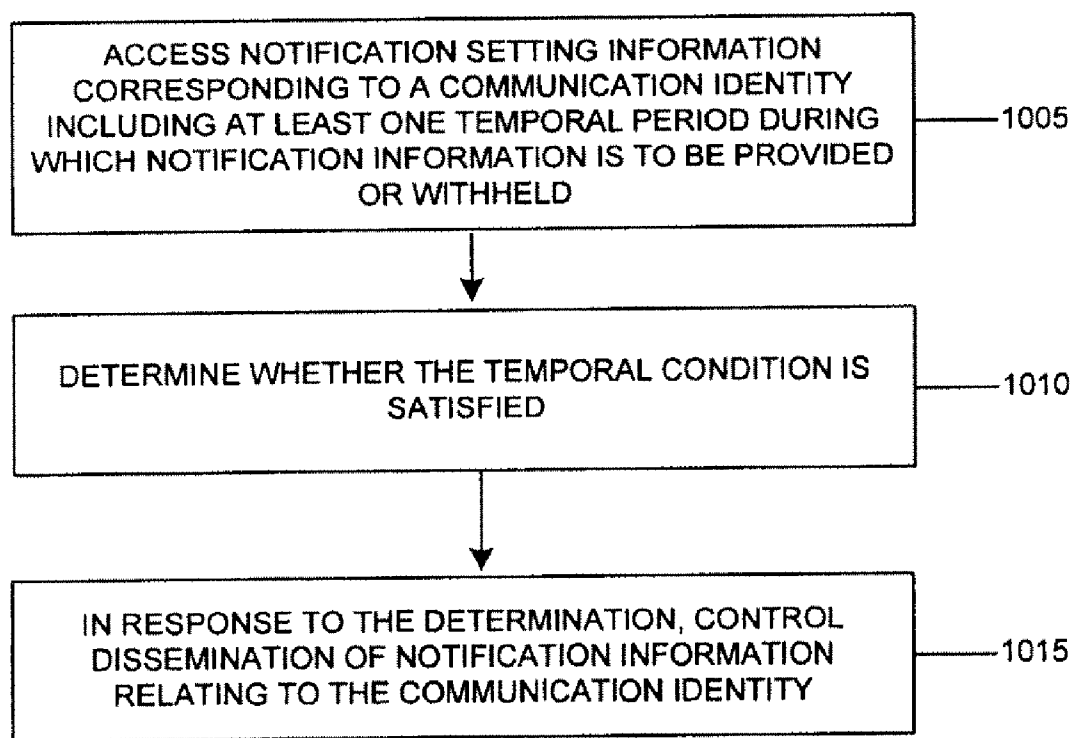 ACCESS NOTIFICATION SETTING INFORMATION
CORRESPONDING TO A COMMUNICATION IDENTITY
INCLUDING AT LEAST ONE TEMPORAL PERIOD DURING
WHICH NOTIFICATION INFORMATION IS TO BE PROVIDED
OR WITHHELD
1005
DETERMINE WHETHER THE TEMPORAL CONDITION IS
SATISFIED
1010
IN RESPONSE TO THE DETERMINATION, CONTROL
DISSEMINATION OF NOTIFICATION INFORMATION
RELATING TO THE COMMUNICATION IDENTITY
1015